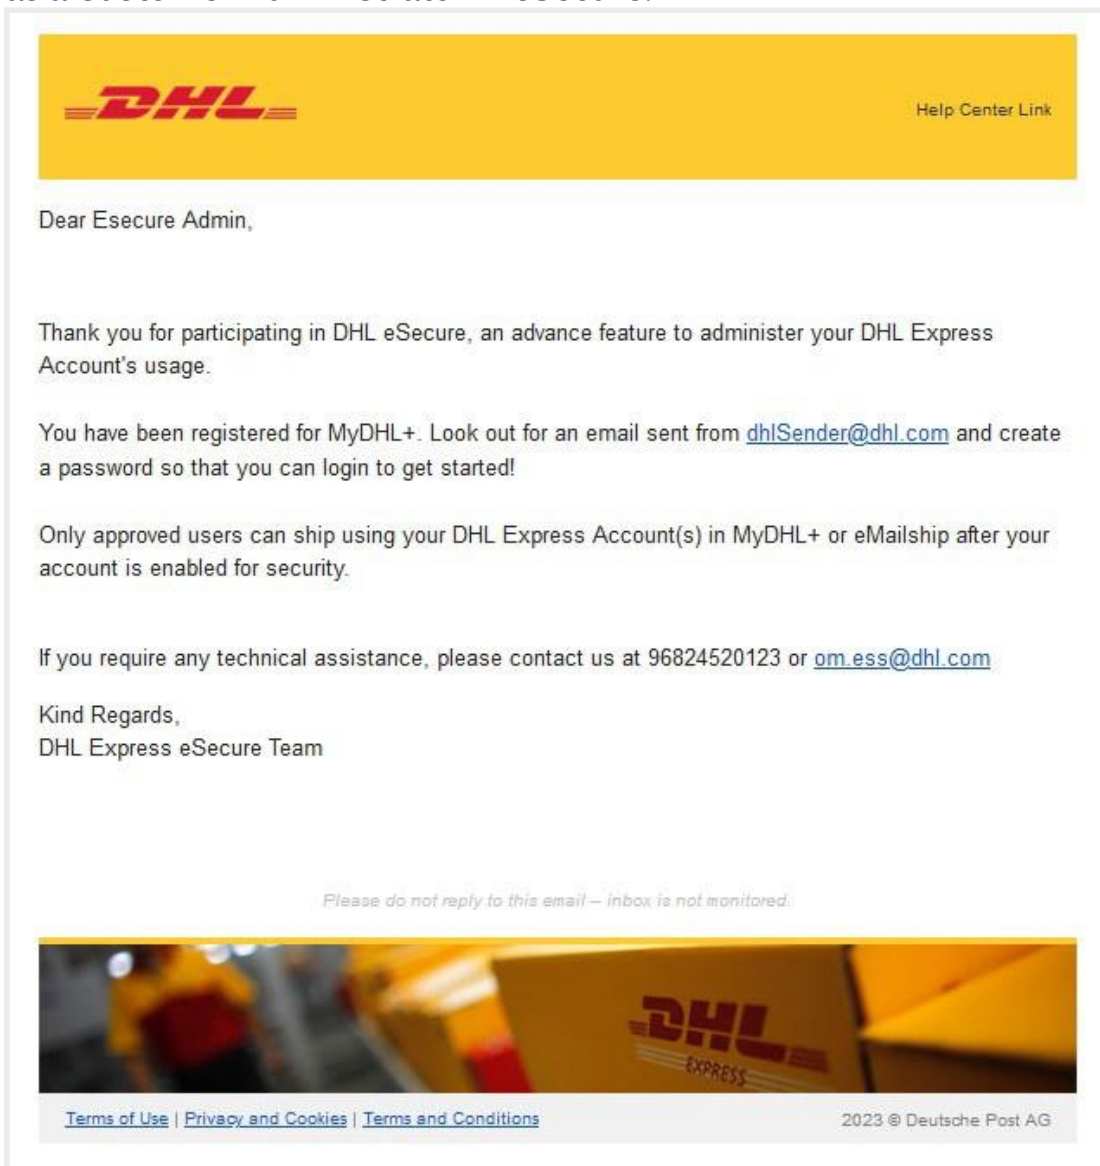 DHL
Help Center Link
Dear Esecure Admin,
Thank you for participating in DHL eSecure, an advance feature to administer your DHL Express
Account's usage.
You have been registered for MyDHL+. Look out for an email sent from dhlSender@dhl.com and create
a password so that you can login to get started!
Only approved users can ship using your DHL Express Account(s) in MyDHL+ or eMailship after your
account is enabled for security.
If you require any technical assistance, please contact us at 96824520123 or om.ess@dhl.com
Kind Regards,
DHL Express eSecure Team
Please do not reply to this email – inbox is not monitored.
DHL
EXPRESS
Terms of Use | Privacy and Cookies | Terms and Conditions
2023 © Deutsche Post AG